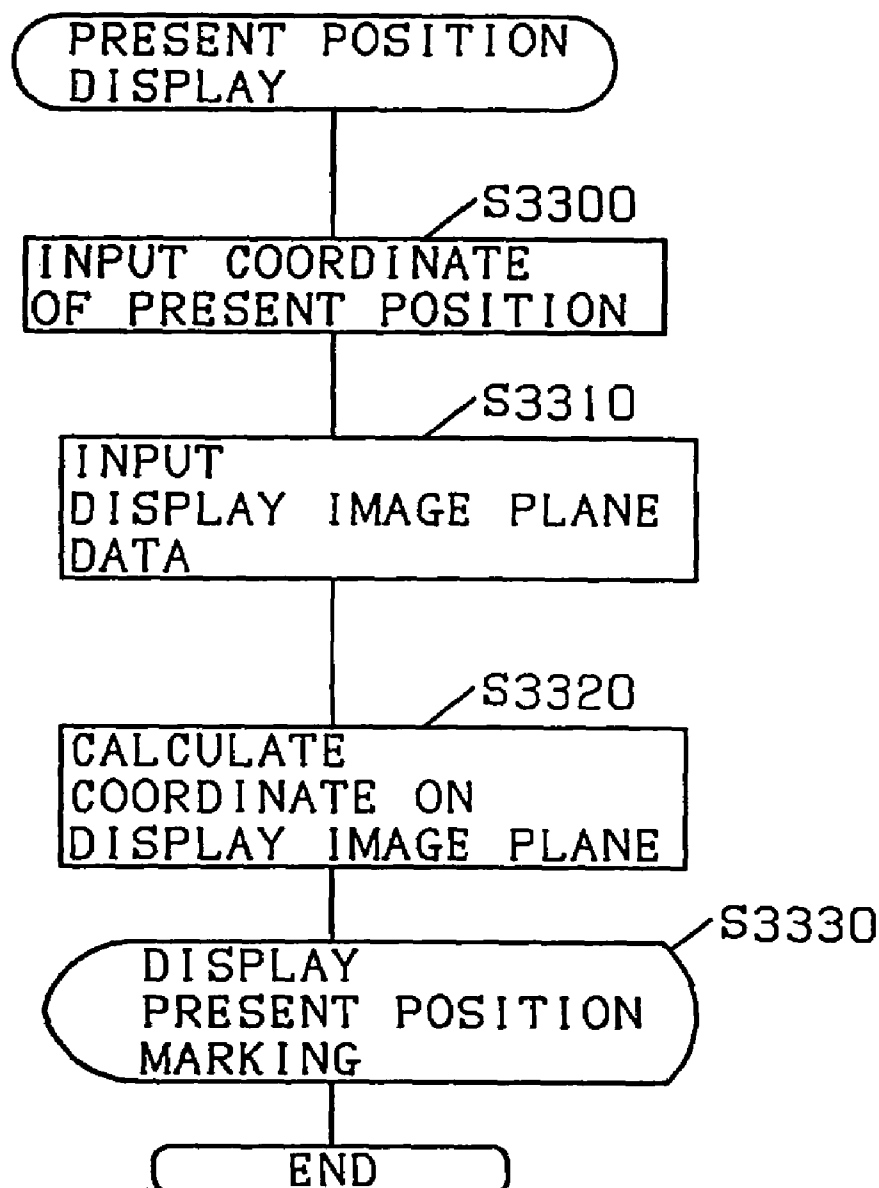 PRESENT POSITION
DISPLAY
S3300
INPUT COORDINATE
OF PRESENT POSITION
S3310
INPUT
DISPLAY IMAGE PLANE
DATA
S3320
CALCULATE
COORDINATE ON
DISPLAY IMAGE PLANE
S3330
DISPLAY
PRESENT POSITION
MARKING
END